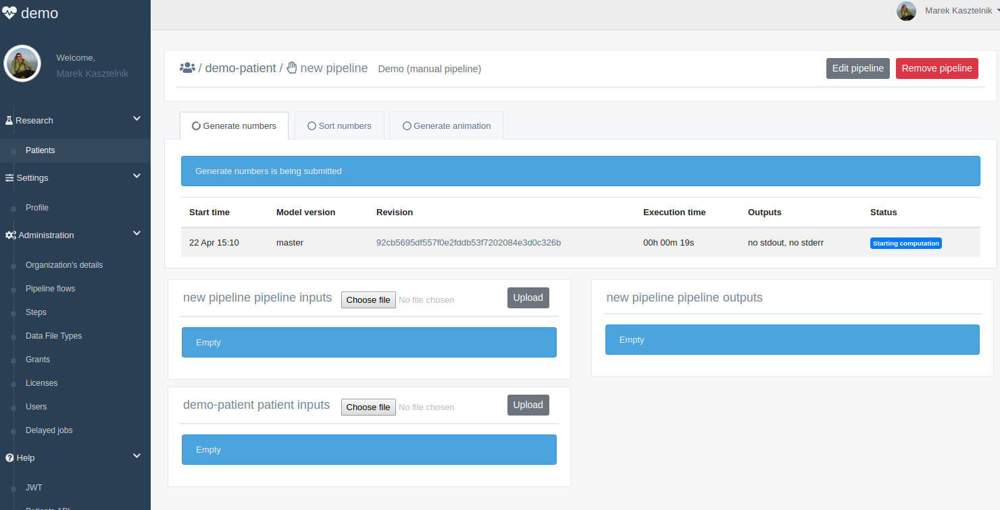 demo
Marek Kasztelnik
Welcome,
Marek Kasztelnik
Research
Patients
Settings
Profile
Administration
Organization's details
Pipeline flows
Steps
Data File Types
Grants
Licenses
Users
Delayed jobs
Help
JWT
Patients API
/ demo-patient / new pipeline Demo (manual pipeline)
Edit pipeline Remove pipeline
Generate numbers Sort numbers Generate animation
Generate numbers is being submitted
Start time Model version Revision Execution time Outputs Status
22 Apr 15:10 master 92cb5695df557f0e2fddb53f7202084e3d0c326b 00h 00m 19s no stdout, no stderr Starting computation
new pipeline pipeline inputs Choose file No file chosen Upload
Empty
new pipeline pipeline outputs
Empty
demo-patient patient inputs Choose file No file chosen Upload
Empty